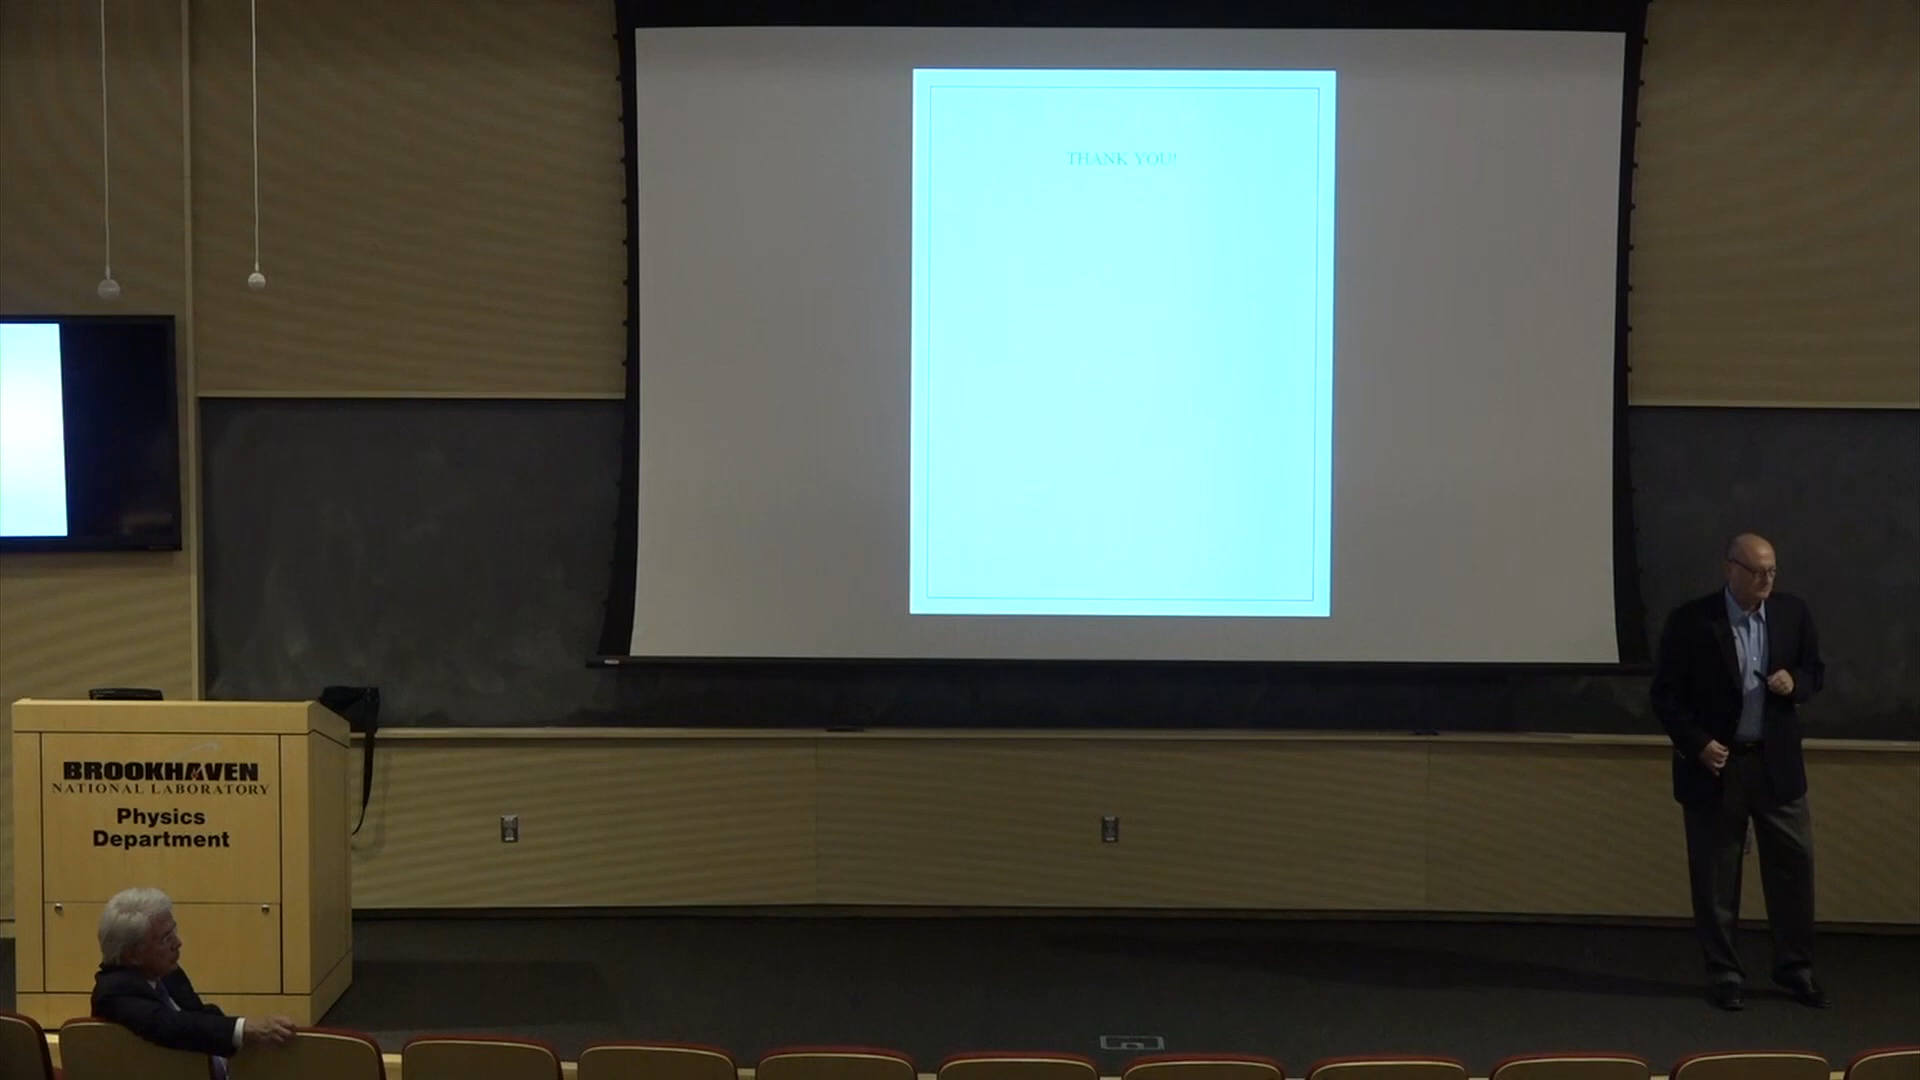 THANK YOU!
BROOKHAVEN
NATIONAL LABORATORY
Physics
Department